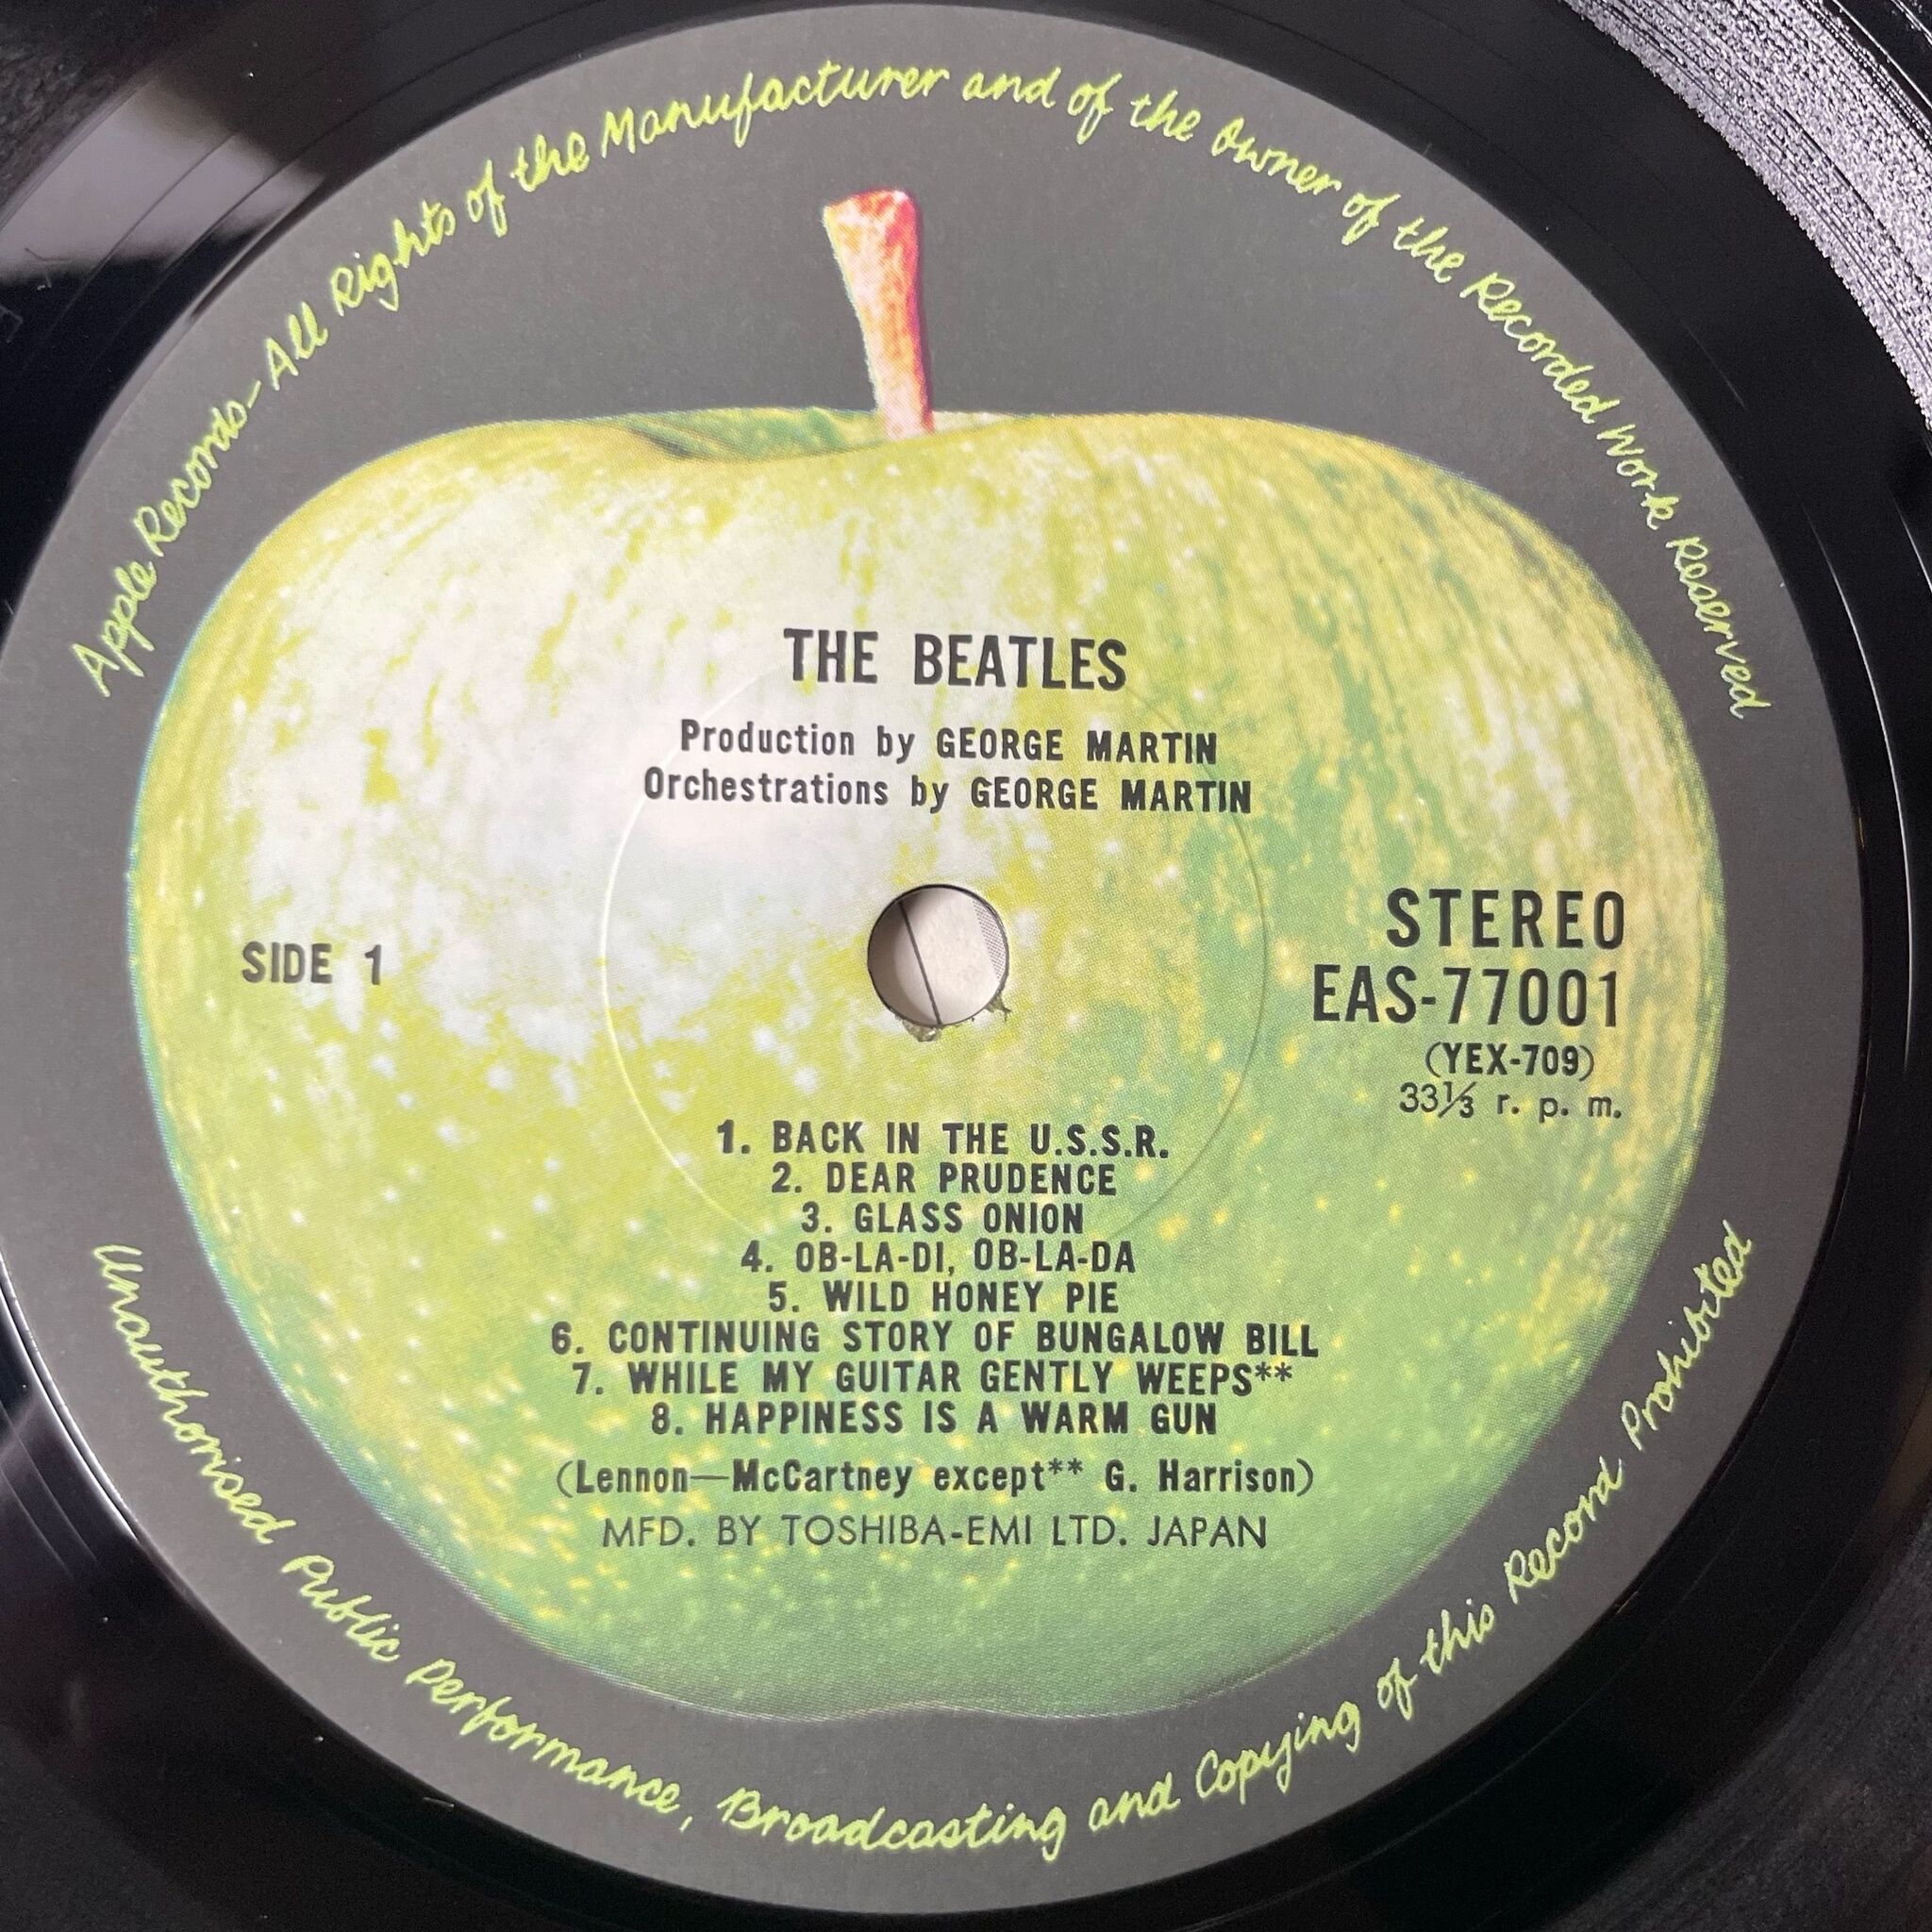 Apple Records—All Rights of the Manufacturer and of the Owner of the Recorded Work Reserved
THE BEATLES
Production by GEORGE MARTIN
Orchestrations by GEORGE MARTIN
SIDE 1
STEREO
EAS-77001
(YEX-709)
33⅓ r. p. m.
1. BACK IN THE U.S.S.R.
2. DEAR PRUDENCE
3. GLASS ONION
4. OB-LA-DI, OB-LA-DA
5. WILD HONEY PIE
6. CONTINUING STORY OF BUNGALOW BILL
7. WHILE MY GUITAR GENTLY WEEPS**
8. HAPPINESS IS A WARM GUN
(Lennon—McCartney except** G. Harrison)
MFD. BY TOSHIBA-EMI LTD. JAPAN
Unauthorised Public Performance, Broadcasting and Copying of this Record Prohibited